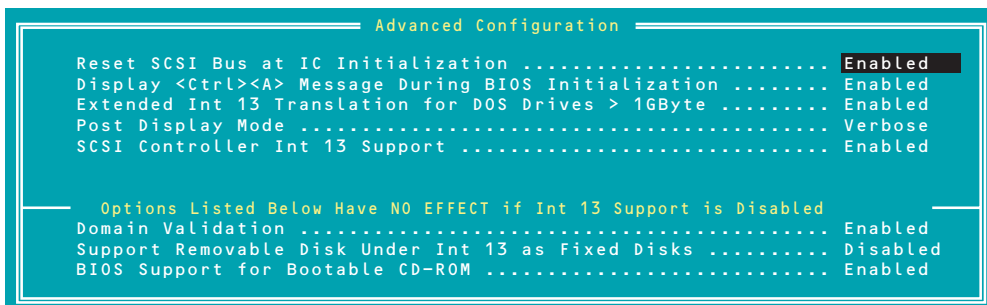 Advanced Configuration
Reset SCSI Bus at IC Initialization .......................... Enabled
Display <Ctrl><A> Message During BIOS Initialization ........ Enabled
Extended Int 13 Translation for DOS Drives > 1GByte ......... Enabled
Post Display Mode ........................................... Verbose
SCSI Controller Int 13 Support .............................. Enabled
Options Listed Below Have NO EFFECT if Int 13 Support is Disabled
Domain Validation ........................................... Enabled
Support Removable Disk Under Int 13 as Fixed Disks .......... Disabled
BIOS Support for Bootable CD-ROM ............................ Enabled